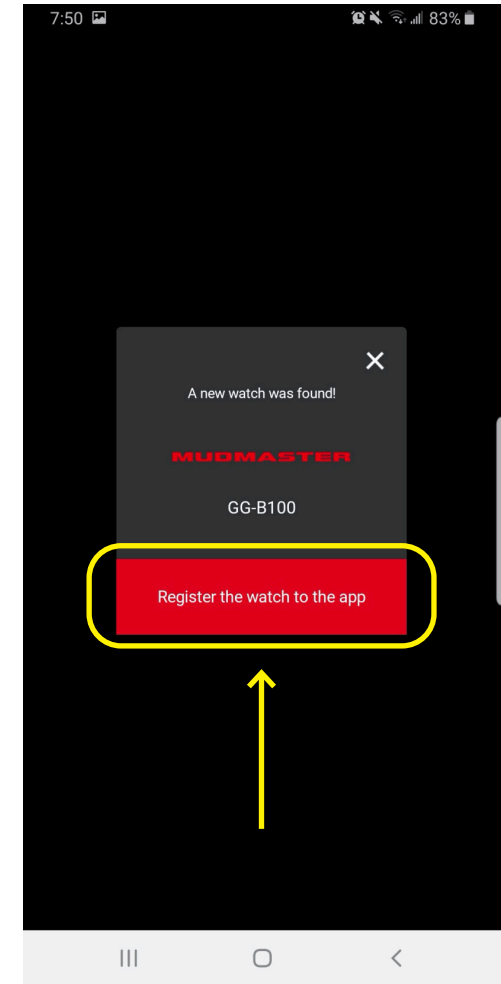 7:50 83%
A new watch was found!
MUDMASTER
GG-B100
Register the watch to the app